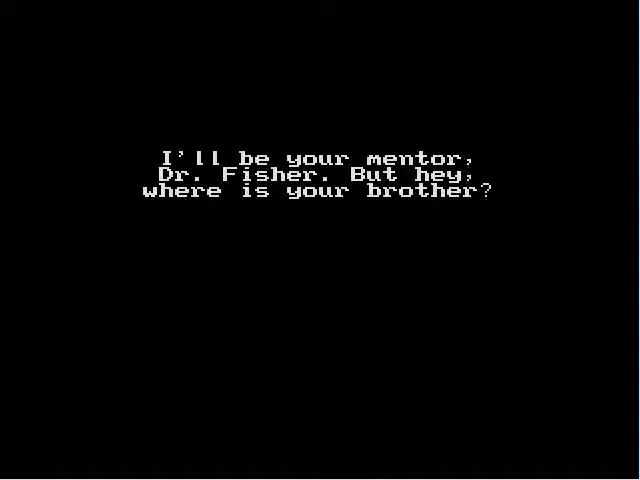 I'll be your mentor,
Dr. Fisher. But hey,
where is your brother?